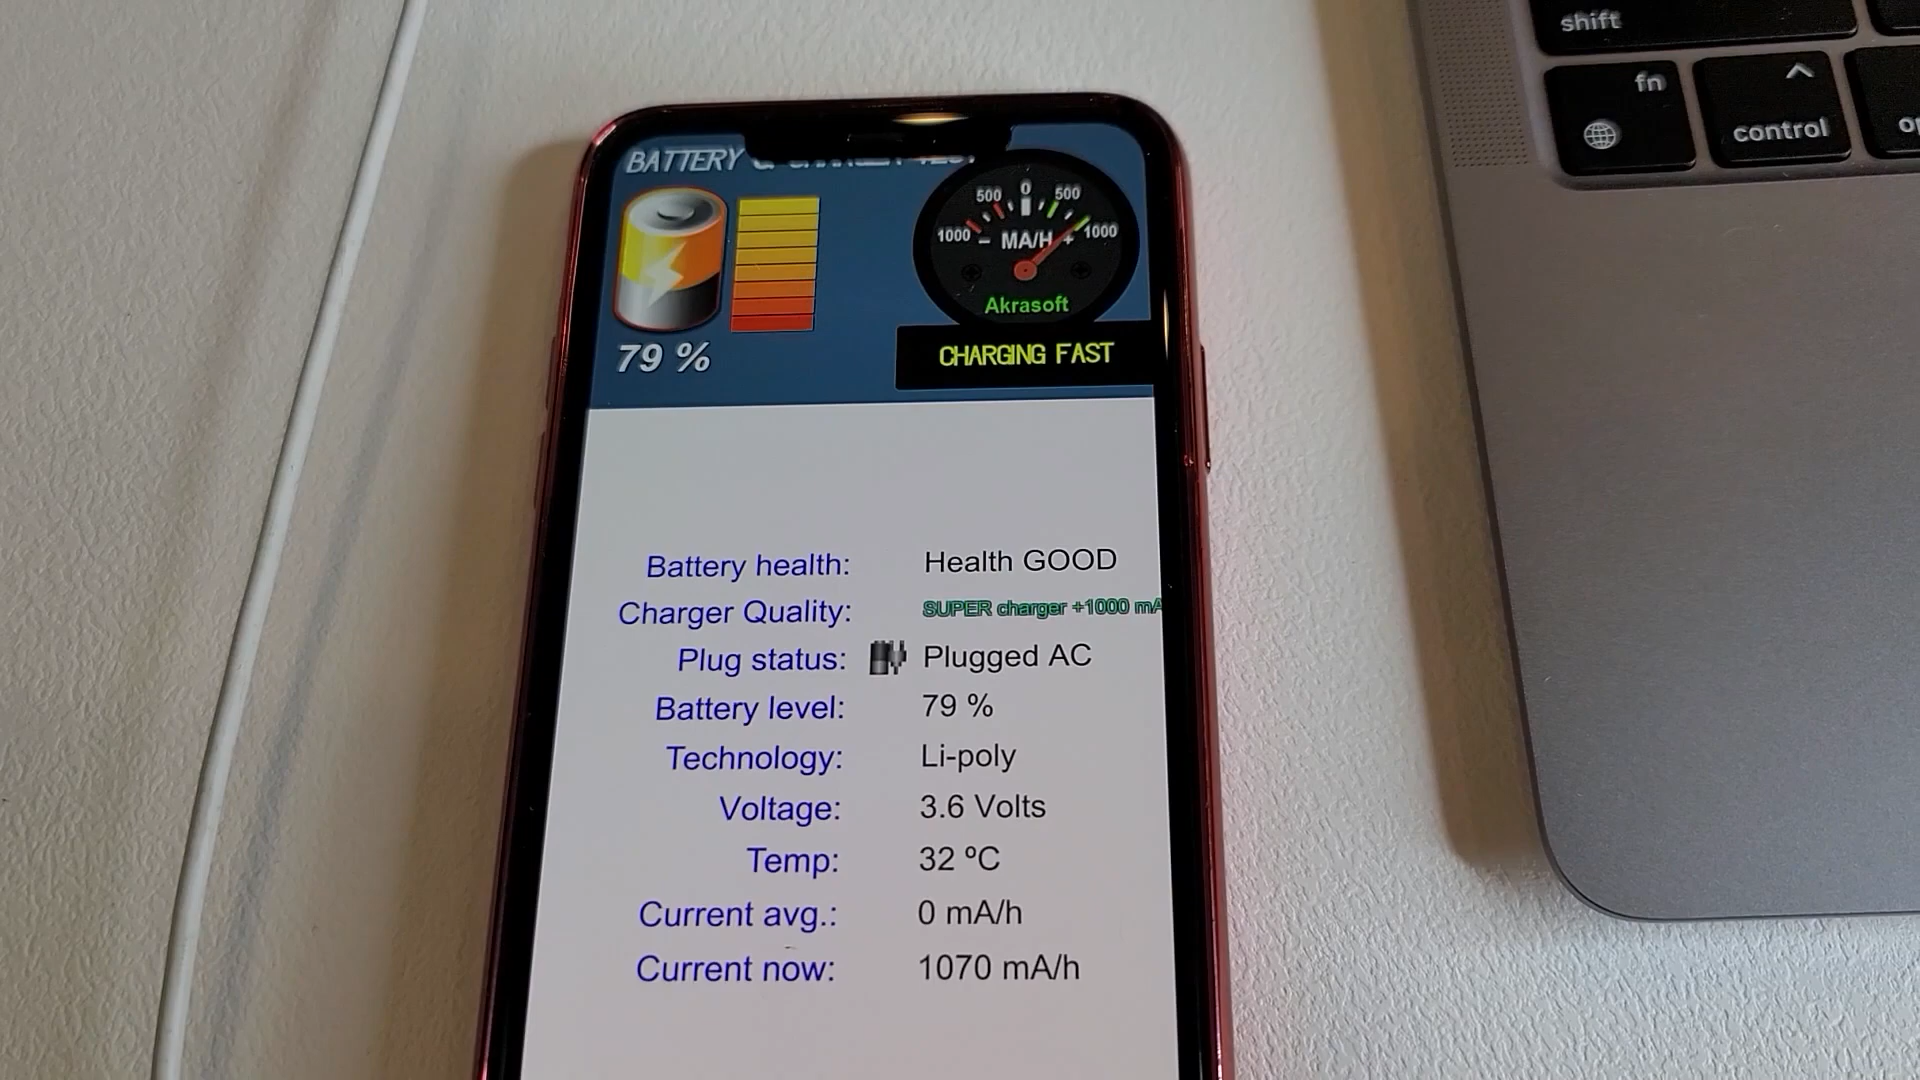 shift
fn
control
BATTERY
500 0 500
1000 - MA/H + 1000
Akrasoft
79 %
CHARGING FAST
Battery health: Health GOOD
Charger Quality: SUPER charger +1000 mA
Plug status: Plugged AC
Battery level: 79 %
Technology: Li-poly
Voltage: 3.6 Volts
Temp: 32 ºC
Current avg.: 0 mA/h
Current now: 1070 mA/h